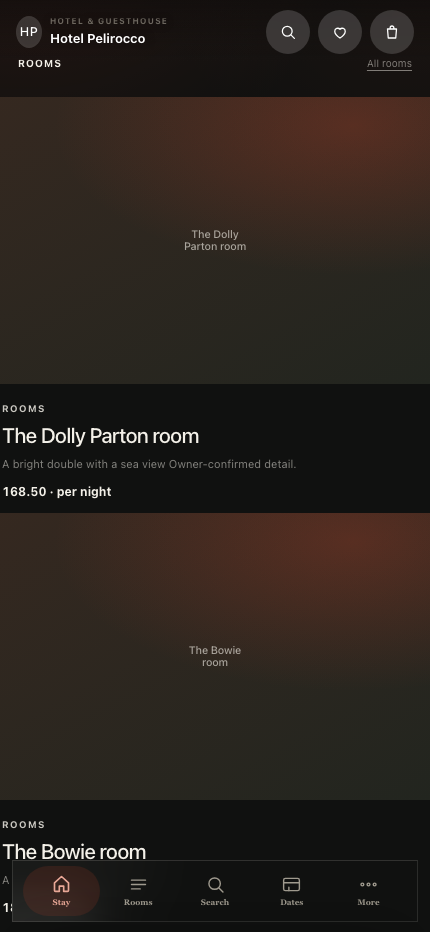 HP
HOTEL & GUESTHOUSE
Hotel Pelirocco
ROOMS
All rooms
The Dolly
Parton room
ROOMS
The Dolly Parton room
A bright double with a sea view Owner-confirmed detail.
168.50 · per night
The Bowie
room
ROOMS
The Bowie room
A
Stay
Rooms
Search
Dates
More